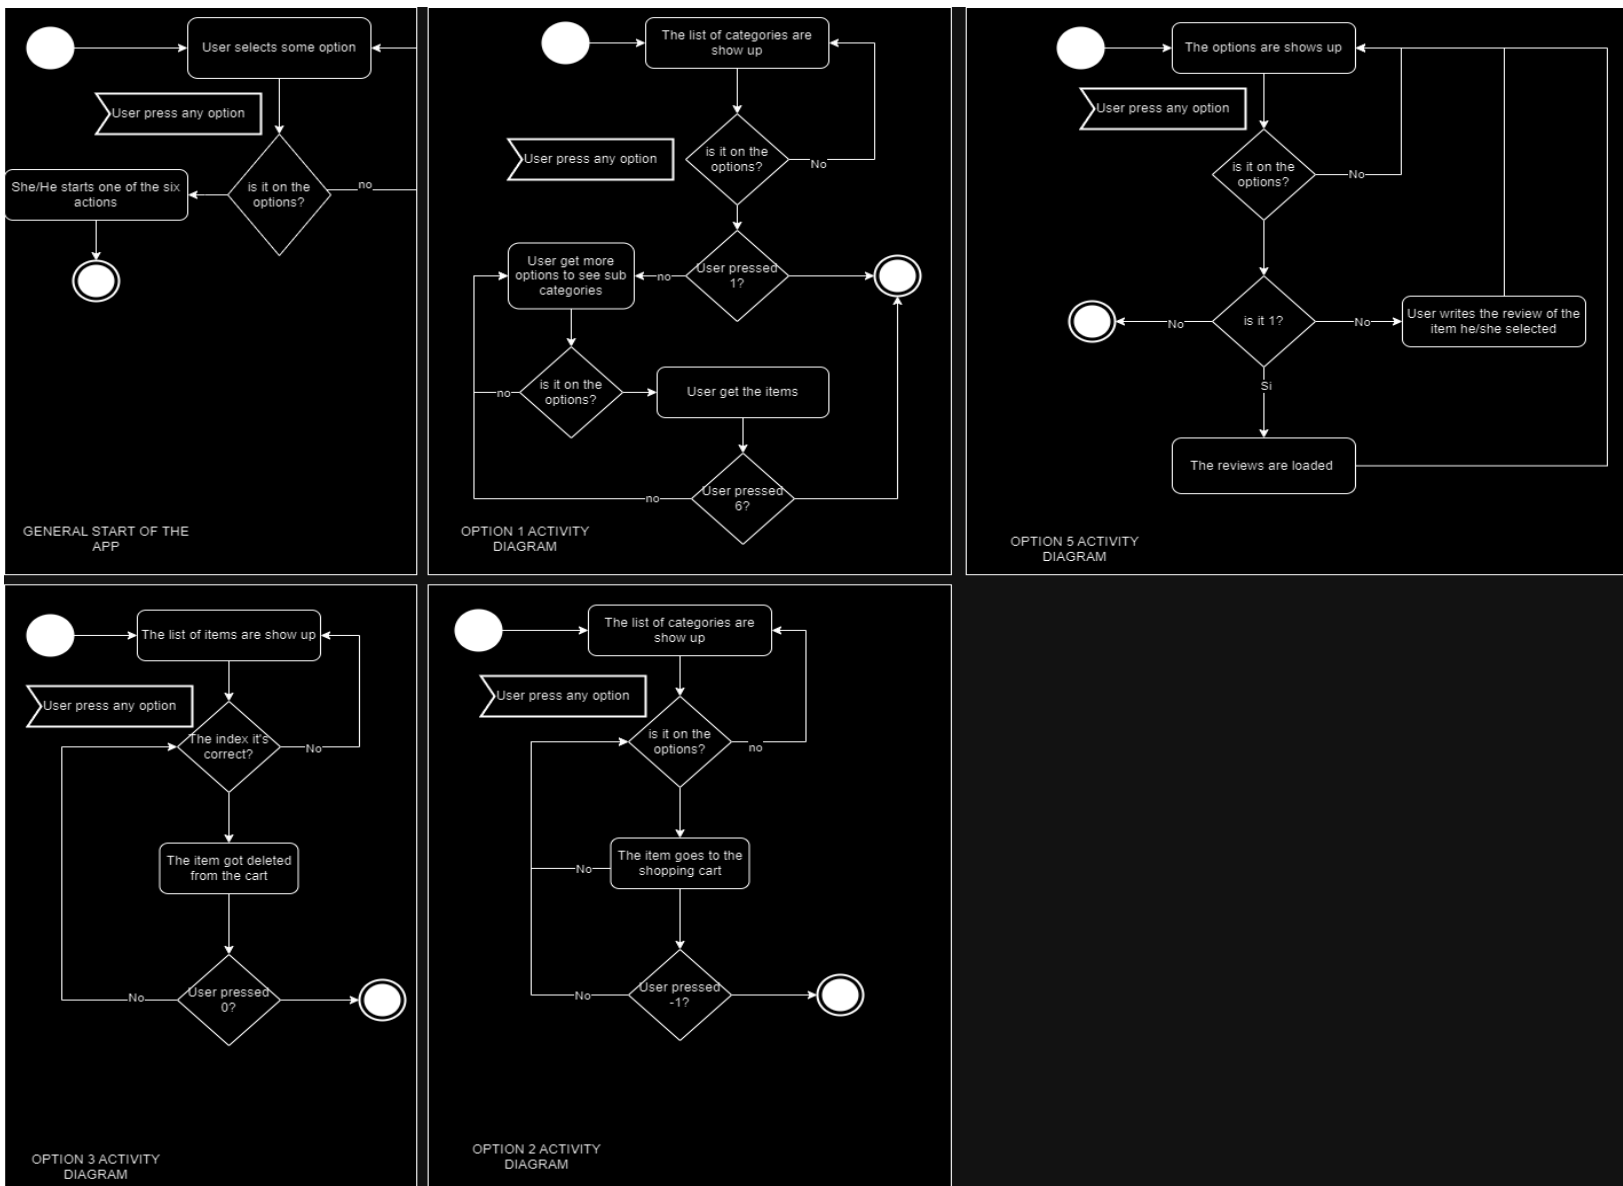 User selects some option
User press any option
is it on the
options?
no
She/He starts one of the six
actions
GENERAL START OF THE
APP
The list of categories are
show up
User press any option
is it on the
options?
No
User pressed
1?
no
User get more
options to see sub
categories
is it on the
options?
no
User get the items
User pressed
6?
no
OPTION 1 ACTIVITY
DIAGRAM
The options are shows up
User press any option
is it on the
options?
No
is it 1?
No
No
User writes the review of the
item he/she selected
Si
The reviews are loaded
OPTION 5 ACTIVITY
DIAGRAM
The list of items are show up
User press any option
The index it's
correct?
No
The item got deleted
from the cart
User pressed
0?
No
OPTION 3 ACTIVITY
DIAGRAM
The list of categories are
show up
User press any option
is it on the
options?
no
The item goes to the
shopping cart
No
User pressed
-1?
No
OPTION 2 ACTIVITY
DIAGRAM